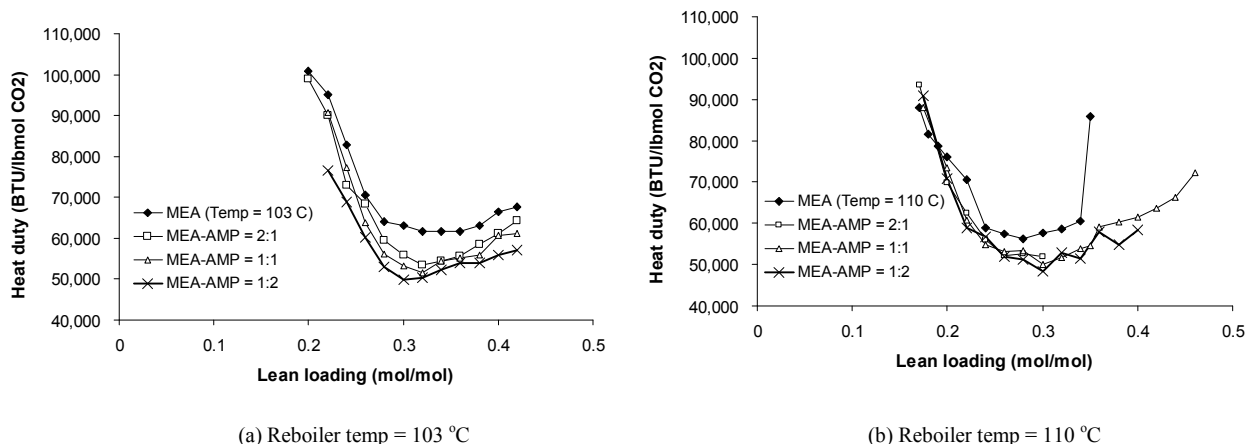 110,000
100,000
90,000
80,000
70,000
60,000
50,000
40,000
Heat duty (BTU/lbmol CO2)
MEA (Temp = 103 C)
MEA-AMP = 2:1
MEA-AMP = 1:1
MEA-AMP = 1:2
0 0.1 0.2 0.3 0.4 0.5
Lean loading (mol/mol)
(a) Reboiler temp = 103 °C
110,000
100,000
90,000
80,000
70,000
60,000
50,000
40,000
Heat duty (BTU/lbmol CO2)
MEA (Temp = 110 C)
MEA-AMP = 2:1
MEA-AMP = 1:1
MEA-AMP = 1:2
0 0.1 0.2 0.3 0.4 0.5
Lean loading (mol/mol)
(b) Reboiler temp = 110 °C